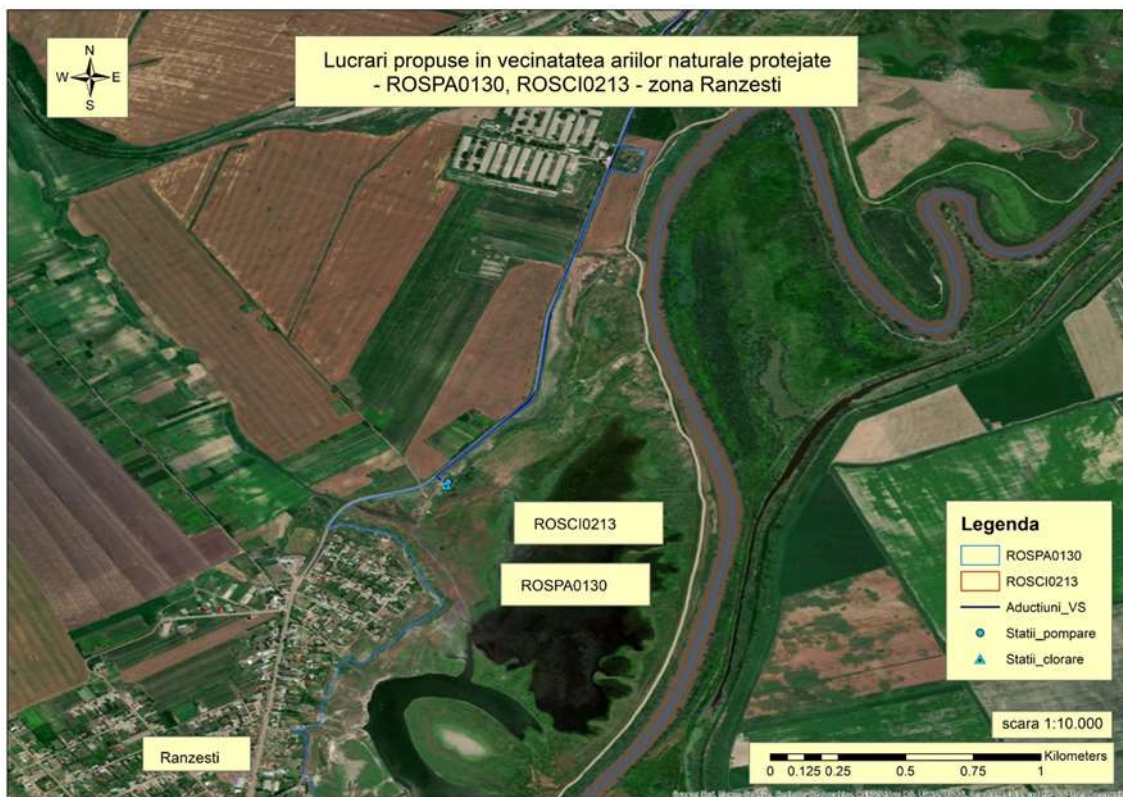 Lucrari propuse in vecinatatea ariilor naturale protejate
- ROSPA0130, ROSCI0213 - zona Ranzesti
N
W E
S
ROSCI0213
ROSPA0130
Ranzesti
Legenda
ROSPA0130
ROSCI0213
Aductiuni_VS
Statii_pompare
Statii_clorare
scara 1:10.000
Kilometers
0 0.125 0.25 0.5 0.75 1